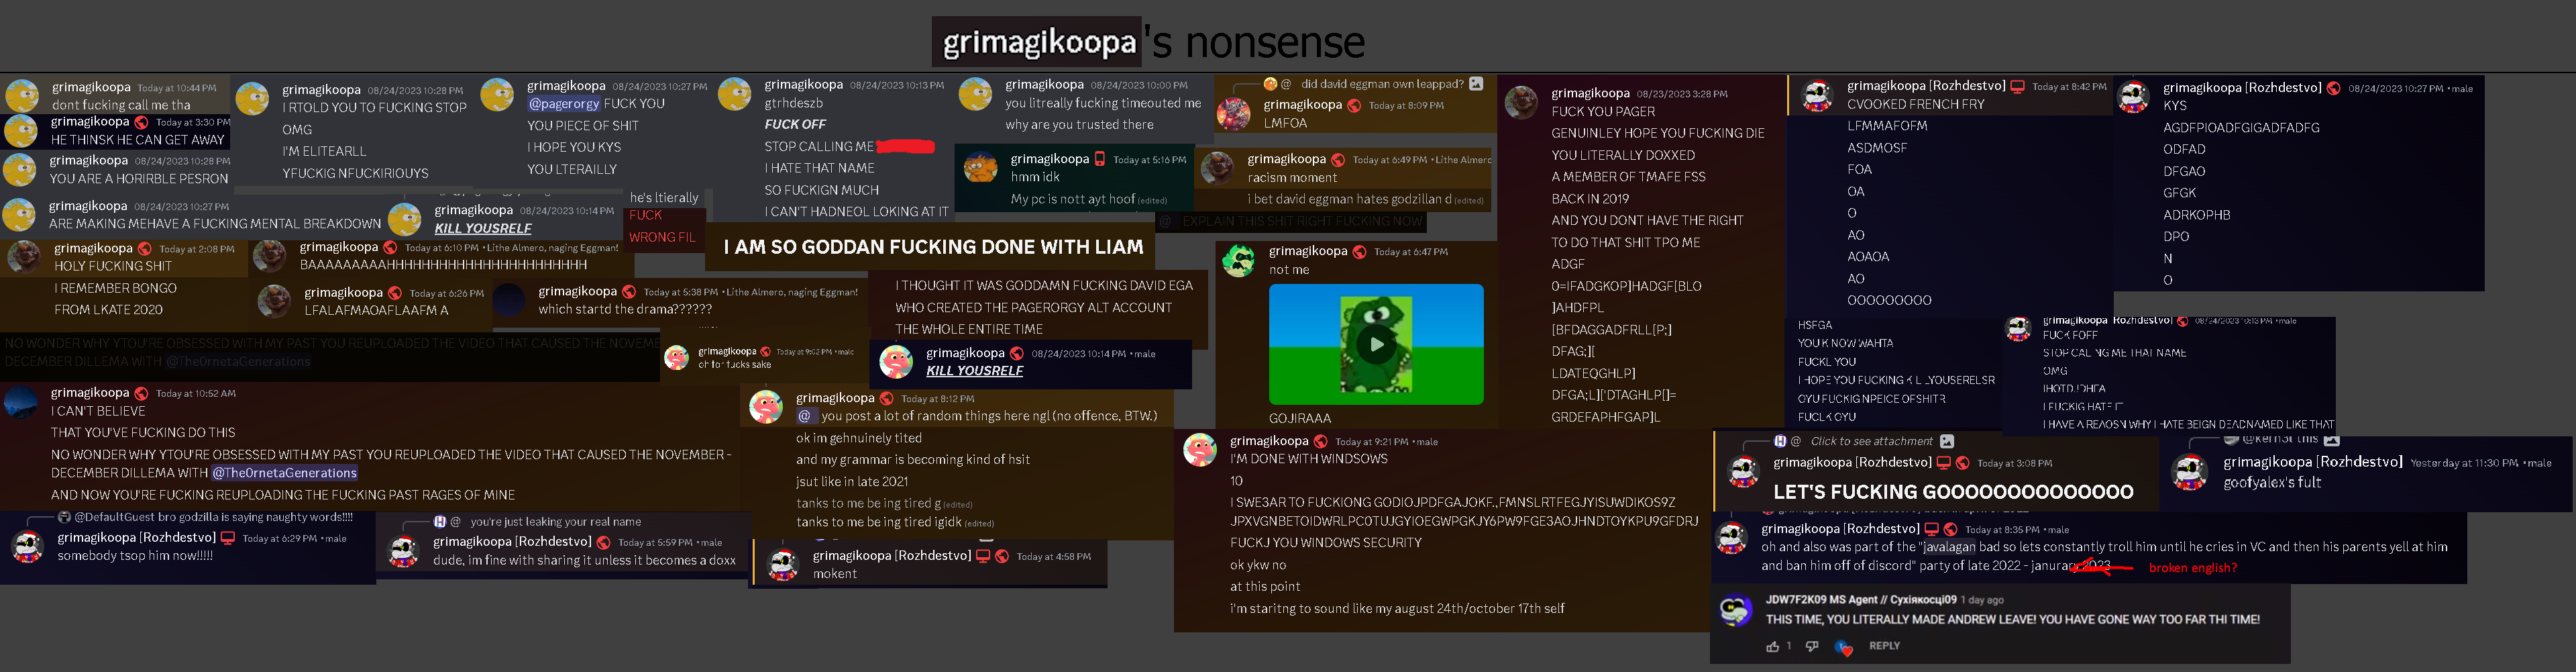 grimagikoopa's nonsense
grimagikoopa Today at 10:44 PM
dont fucking call me tha
grimagikoopa Today at 3:30 PM
HE THINSK HE CAN GET AWAY
grimagikoopa 08/24/2023 10:28 PM
YOU ARE A HORIRBLE PESRON
grimagikoopa 08/24/2023 10:28 PM
I RTOLD YOU TO FUCKING STOP
OMG
I'M ELITEARLL
YFUCKIG NFUCKIRIOUYS
grimagikoopa 08/24/2023 10:27 PM
@pagerorgy FUCK YOU
YOU PIECE OF SHIT
I HOPE YOU KYS
YOU LTERAILLY
grimagikoopa 08/24/2023 10:13 PM
gtrhdeszb
FUCK OFF
STOP CALLING ME
I HATE THAT NAME
SO FUCKIGN MUCH
I CAN'T HADNEOL LOKING AT IT
grimagikoopa 08/24/2023 10:00 PM
you litreally fucking timeouted me
why are you trusted there
@ did david eggman own leappad?
grimagikoopa Today at 8:09 PM
LMFOA
grimagikoopa Today at 5:16 PM
hmm idk
My pc is nott ayt hoof (edited)
grimagikoopa Today at 6:49 PM • Lithe Almerc
racism moment
i bet david eggman hates godzillan d (edited)
@ EXPLAIN THIS SHIT RIGHT FUCKING NOW
grimagikoopa 08/23/2023 3:28 PM
FUCK YOU PAGER
GENUINLEY HOPE YOU FUCKING DIE
YOU LITERALLY DOXXED
A MEMBER OF TMAFE FSS
BACK IN 2019
AND YOU DONT HAVE THE RIGHT
TO DO THAT SHIT TPO ME
ADGF
0=IFADGKOP]HADGF[BLO
]AHDFPL
[BFDAGGADFRLL[P;]
DFAG;][
LDATEQGHLP]
DFGA;L]['DTAGHLP[]=
GRDEFAPHFGAP]L
grimagikoopa [Rozhdestvo] Today at 8:42 PM
CVOOKED FRENCH FRY
LFMMAFOFM
ASDMOSF
FOA
OA
O
AO
AOAOA
AO
OOOOOOOOO
grimagikoopa [Rozhdestvo] 08/24/2023 10:27 PM • male
KYS
AGDFPIOADFGIGADFADFG
ODFAD
DFGAO
GFGK
ADRKOPHB
DPO
N
O
grimagikoopa 08/24/2023 10:27 PM
ARE MAKING MEHAVE A FUCKING MENTAL BREAKDOWN
grimagikoopa 08/24/2023 10:14 PM
KILL YOUSRELF
he's ltierally
FUCK
WRONG FIL
I AM SO GODDAN FUCKING DONE WITH LIAM
grimagikoopa Today at 2:08 PM
HOLY FUCKING SHIT
I REMEMBER BONGO
FROM LKATE 2020
grimagikoopa Today at 6:10 PM • Lithe Almero, naging Eggman!
BAAAAAAAAAHHHHHHHHHHHHHHHHHHHHHHH
grimagikoopa Today at 6:26 PM
LFALAFMAOAFLAAFM A
grimagikoopa Today at 5:38 PM • Lithe Almero, naging Eggman!
which startd the drama??????
I THOUGHT IT WAS GODDAMN FUCKING DAVID EGA
WHO CREATED THE PAGERORGY ALT ACCOUNT
THE WHOLE ENTIRE TIME
grimagikoopa Today at 6:47 PM
not me
GOJIRAAA
NO WONDER WHY YTOU'RE OBSESSED WITH MY PAST YOU REUPLOADED THE VIDEO THAT CAUSED THE NOVEME
DECEMBER DILLEMA WITH @The0rnetaGenerations
grimagikoopa Today at 9:02 PM • male
oh for fucks sake
grimagikoopa 08/24/2023 10:14 PM • male
KILL YOUSRELF
HSFGA
YOU K NOW WAHTA
FUCKL YOU
I HOPE YOU FUCKING K LL YOUSERELSR
OYU FUCKIG NPEICE OFSHITR
FUCLK OYU
grimagikoopa [Rozhdestvo] 08/24/2023 10:13 PM • male
FUCK FOFF
STOP CAL NG ME THAT NAME
OMG
I FUCKIG HATE IT
I HAVE A REAOSN WHY I HATE BEIGN DEADNAMED LIKE THAT
grimagikoopa Today at 10:52 AM
I CAN'T BELIEVE
THAT YOU'VE FUCKING DO THIS
NO WONDER WHY YTOU'RE OBSESSED WITH MY PAST YOU REUPLOADED THE VIDEO THAT CAUSED THE NOVEMBER -
DECEMBER DILLEMA WITH @The0rnetaGenerations
AND NOW YOU'RE FUCKING REUPLOADING THE FUCKING PAST RAGES OF MINE
grimagikoopa Today at 8:12 PM
@ you post a lot of random things here ngl (no offence, BTW.)
ok im gehnuinely tited
and my grammar is becoming kind of hsit
jsut like in late 2021
tanks to me be ing tired g (edited)
tanks to me be ing tired igidk (edited)
grimagikoopa Today at 9:21 PM • male
I'M DONE WITH WINDSOWS
10
I SWE3AR TO FUCKIONG GODIOJPDFGAJOKF.,FMNSLRTFEGJYISUWDIKOS9Z
JPXVGNBETOIDWRLPC0TUJGYIOEGWPGKJY6PW9FGE3AOJHNDTOYKPU9GFDRJ
FUCKJ YOU WINDOWS SECURITY
ok ykw no
at this point
i'm staritng to sound like my august 24th/october 17th self
@ Click to see attachment
grimagikoopa [Rozhdestvo] Today at 3:08 PM
LET'S FUCKING GOOOOOOOOOOOOOOO
@kern3l this
grimagikoopa [Rozhdestvo] Yesterday at 11:30 PM • male
goofyalex's fult
@DefaultGuest bro godzilla is saying naughty words!!!!
grimagikoopa [Rozhdestvo] Today at 6:29 PM • male
somebody tsop him now!!!!!
@ you're just leaking your real name
grimagikoopa [Rozhdestvo] Today at 5:59 PM • male
dude, im fine with sharing it unless it becomes a doxx
grimagikoopa [Rozhdestvo] Today at 4:58 PM
mokent
grimagikoopa [Rozhdestvo] Today at 8:35 PM • male
oh and also was part of the "javalagan bad so lets constantly troll him until he cries in VC and then his parents yell at him
and ban him off of discord" party of late 2022 - janurary 2023
broken english?
JDW7F2K09 MS Agent // Сухіякосці09 1 day ago
THIS TIME, YOU LITERALLY MADE ANDREW LEAVE! YOU HAVE GONE WAY TOO FAR THI TIME!
1 REPLY